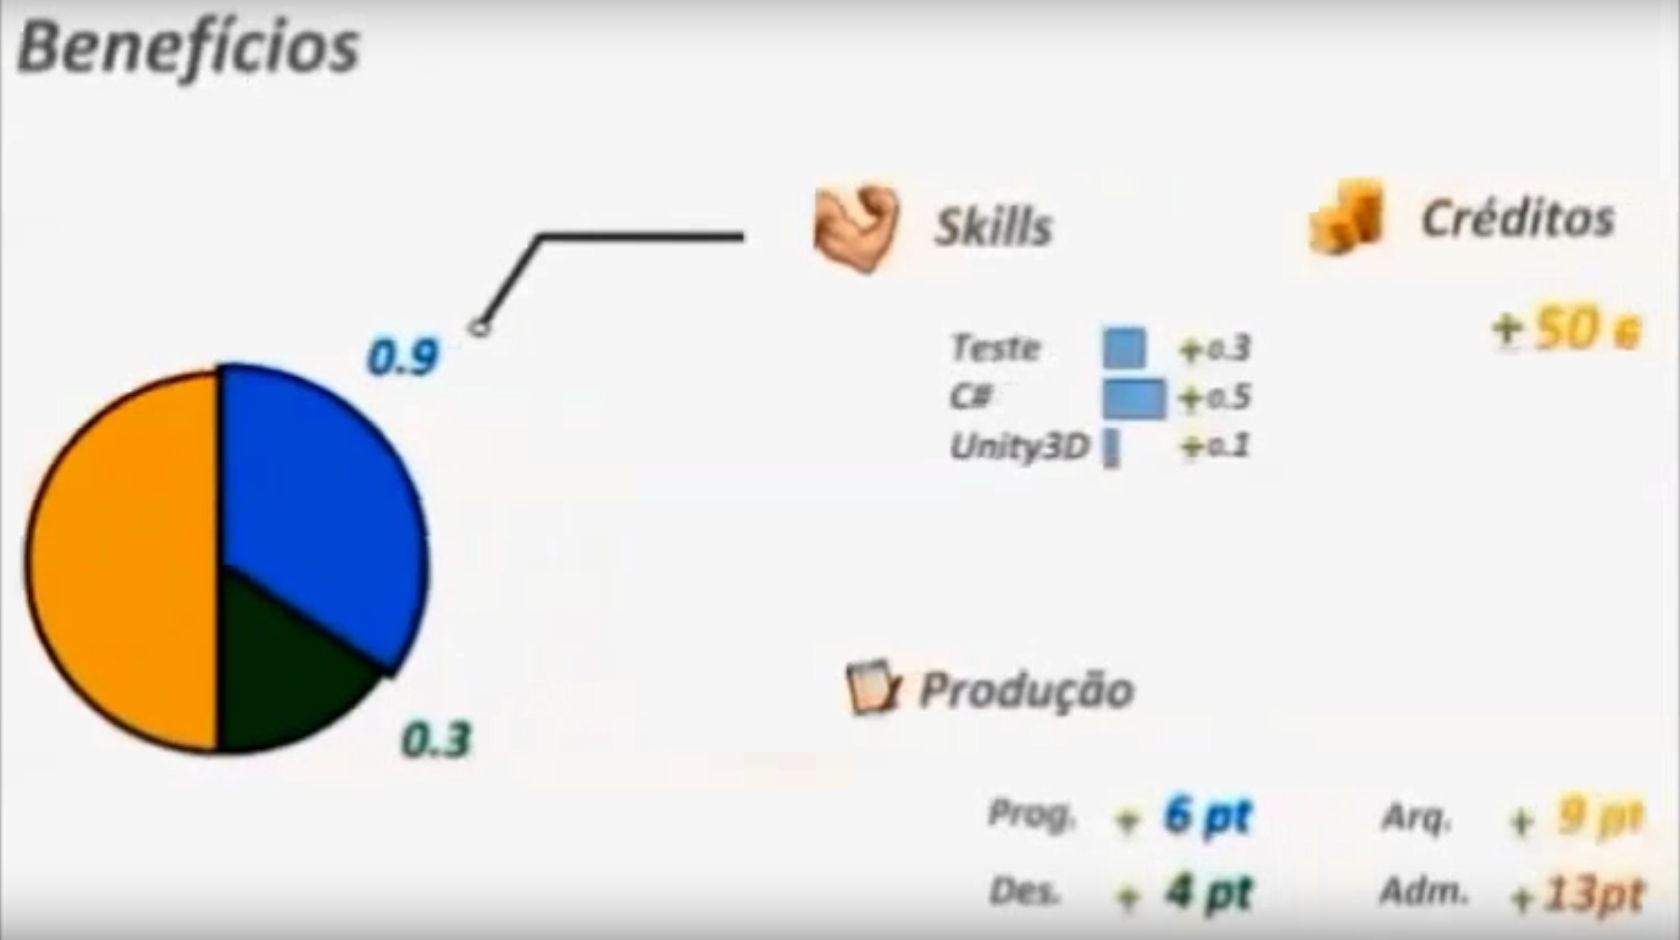 Benefícios
Skills
Créditos
+ 50 G
0.9
Teste +0.3
C# +0.5
Unity3D +0.1
Produção
0.3
Prog. + 6 pt
Arq. + 9 pt
Des. + 4 pt
Adm. +13pt